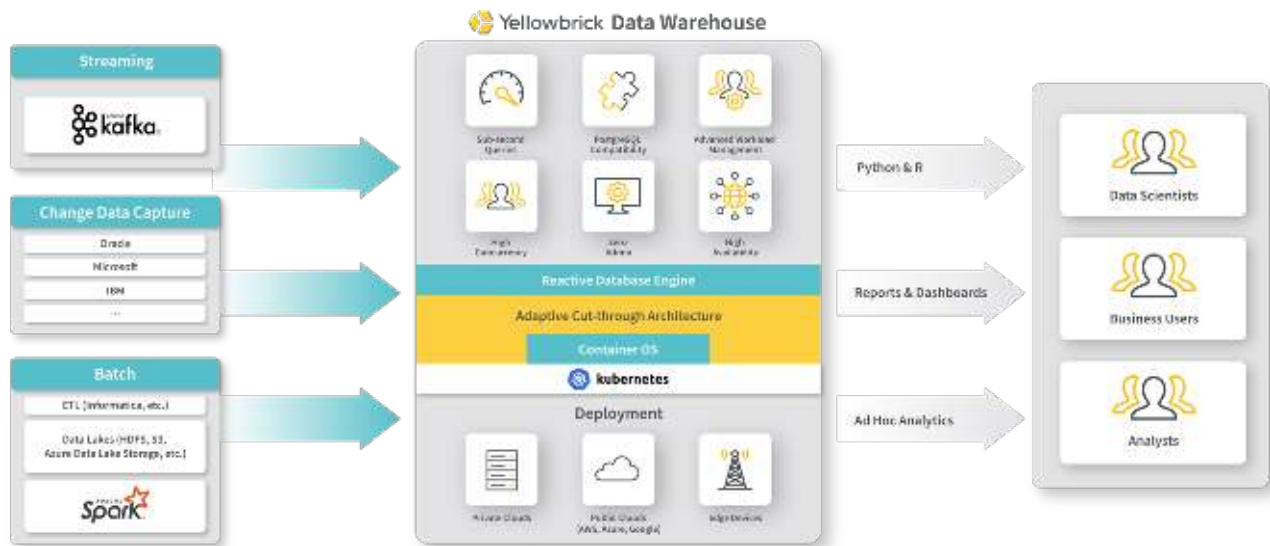 Yellowbrick Data Warehouse
Streaming
kafka
Change Data Capture
Oracle
Microsoft
IBM
...
Batch
ETL (Informatica, etc.)
Data Lakes (HDFS, S3,
Azure Data Lake Storage, etc.)
APACHE
Spark
Sub-second
Queries
PostgreSQL
Compatibility
Advanced Workload
Management
High
Concurrency
Zero
Admin
High
Availability
Reactive Database Engine
Adaptive Cut-through Architecture
Container OS
kubernetes
Deployment
Private Clouds
Public Clouds
(AWS, Azure, Google)
Edge Devices
Python & R
Reports & Dashboards
Ad Hoc Analytics
Data Scientists
Business Users
Analysts